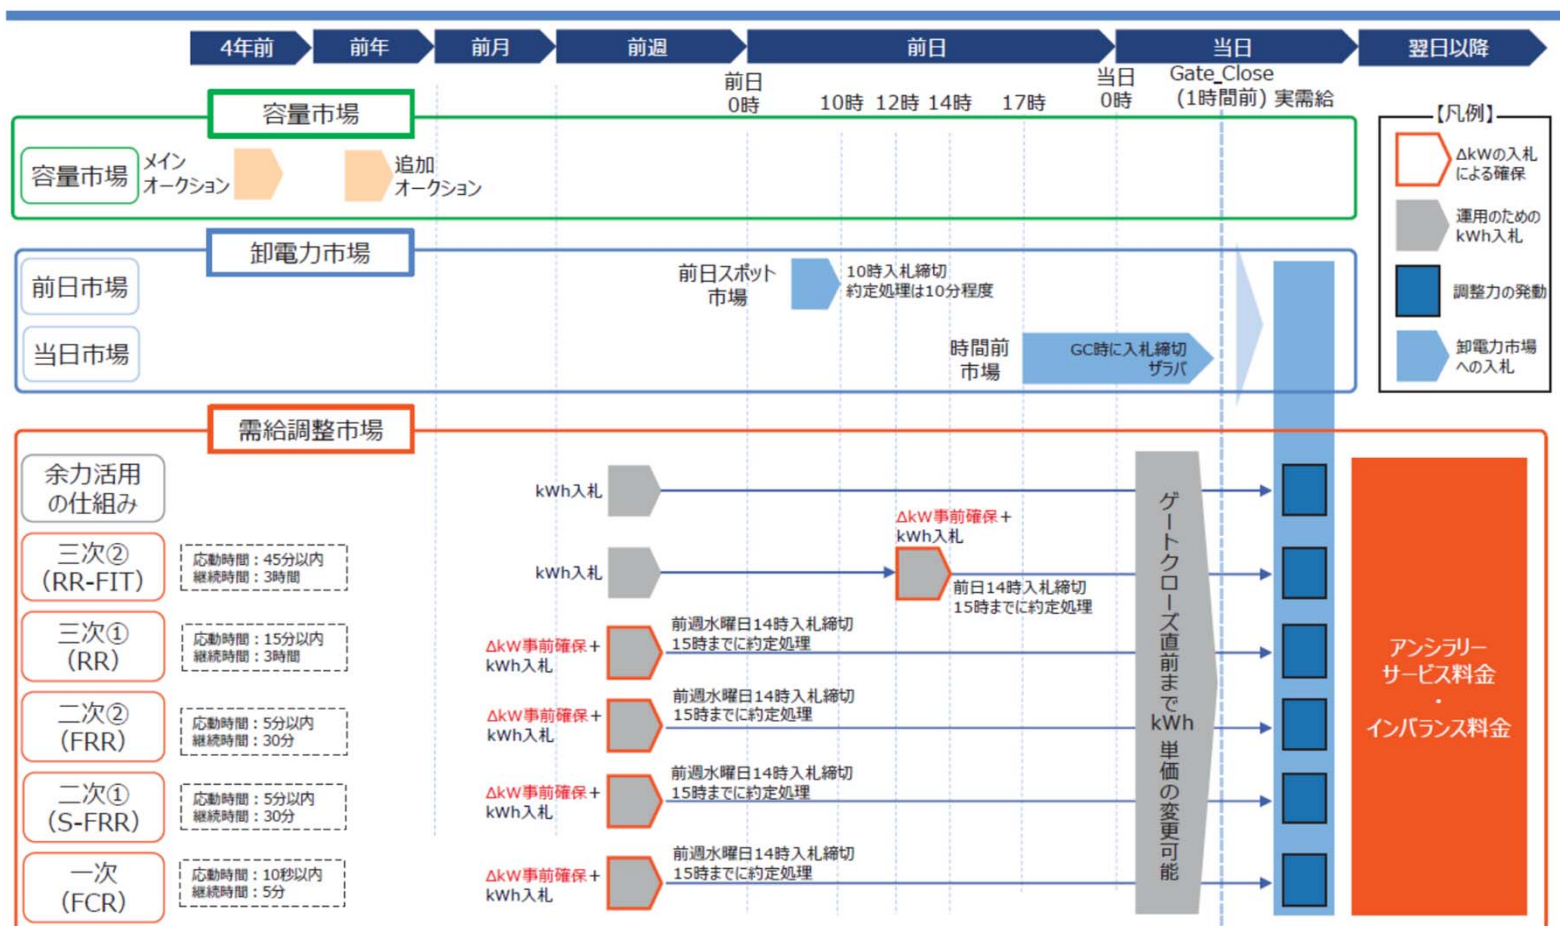 4年前
前年
前月
前週
前日
当日
翌日以降
前日
0時
10時
12時
14時
17時
当日
0時
Gate_Close
(1時間前)
実需給
容量市場
容量市場
メイン
オークション
追加
オークション
【凡例】
ΔkWの入札
による確保
運用のための
kWh入札
調整力の発動
卸電力市場
への入札
卸電力市場
前日市場
前日スポット
市場
10時入札締切
約定処理は10分程度
当日市場
時間前
市場
GC時に入札締切
ザラバ
需給調整市場
余力活用
の仕組み
kWh入札
三次②
(RR-FIT)
応動時間：45分以内
継続時間：3時間
kWh入札
ΔkW事前確保+
kWh入札
前日14時入札締切
15時までに約定処理
三次①
(RR)
応動時間：15分以内
継続時間：3時間
ΔkW事前確保+
kWh入札
前週水曜日14時入札締切
15時までに約定処理
二次②
(FRR)
応動時間：5分以内
継続時間：30分
ΔkW事前確保+
kWh入札
前週水曜日14時入札締切
15時までに約定処理
二次①
(S-FRR)
応動時間：5分以内
継続時間：30分
ΔkW事前確保+
kWh入札
前週水曜日14時入札締切
15時までに約定処理
一次
(FCR)
応動時間：10秒以内
継続時間：5分
ΔkW事前確保+
kWh入札
前週水曜日14時入札締切
15時までに約定処理
ゲートクローズ直前までkWh単価の変更可能
アンシラリー
サービス料金
・
インバランス料金